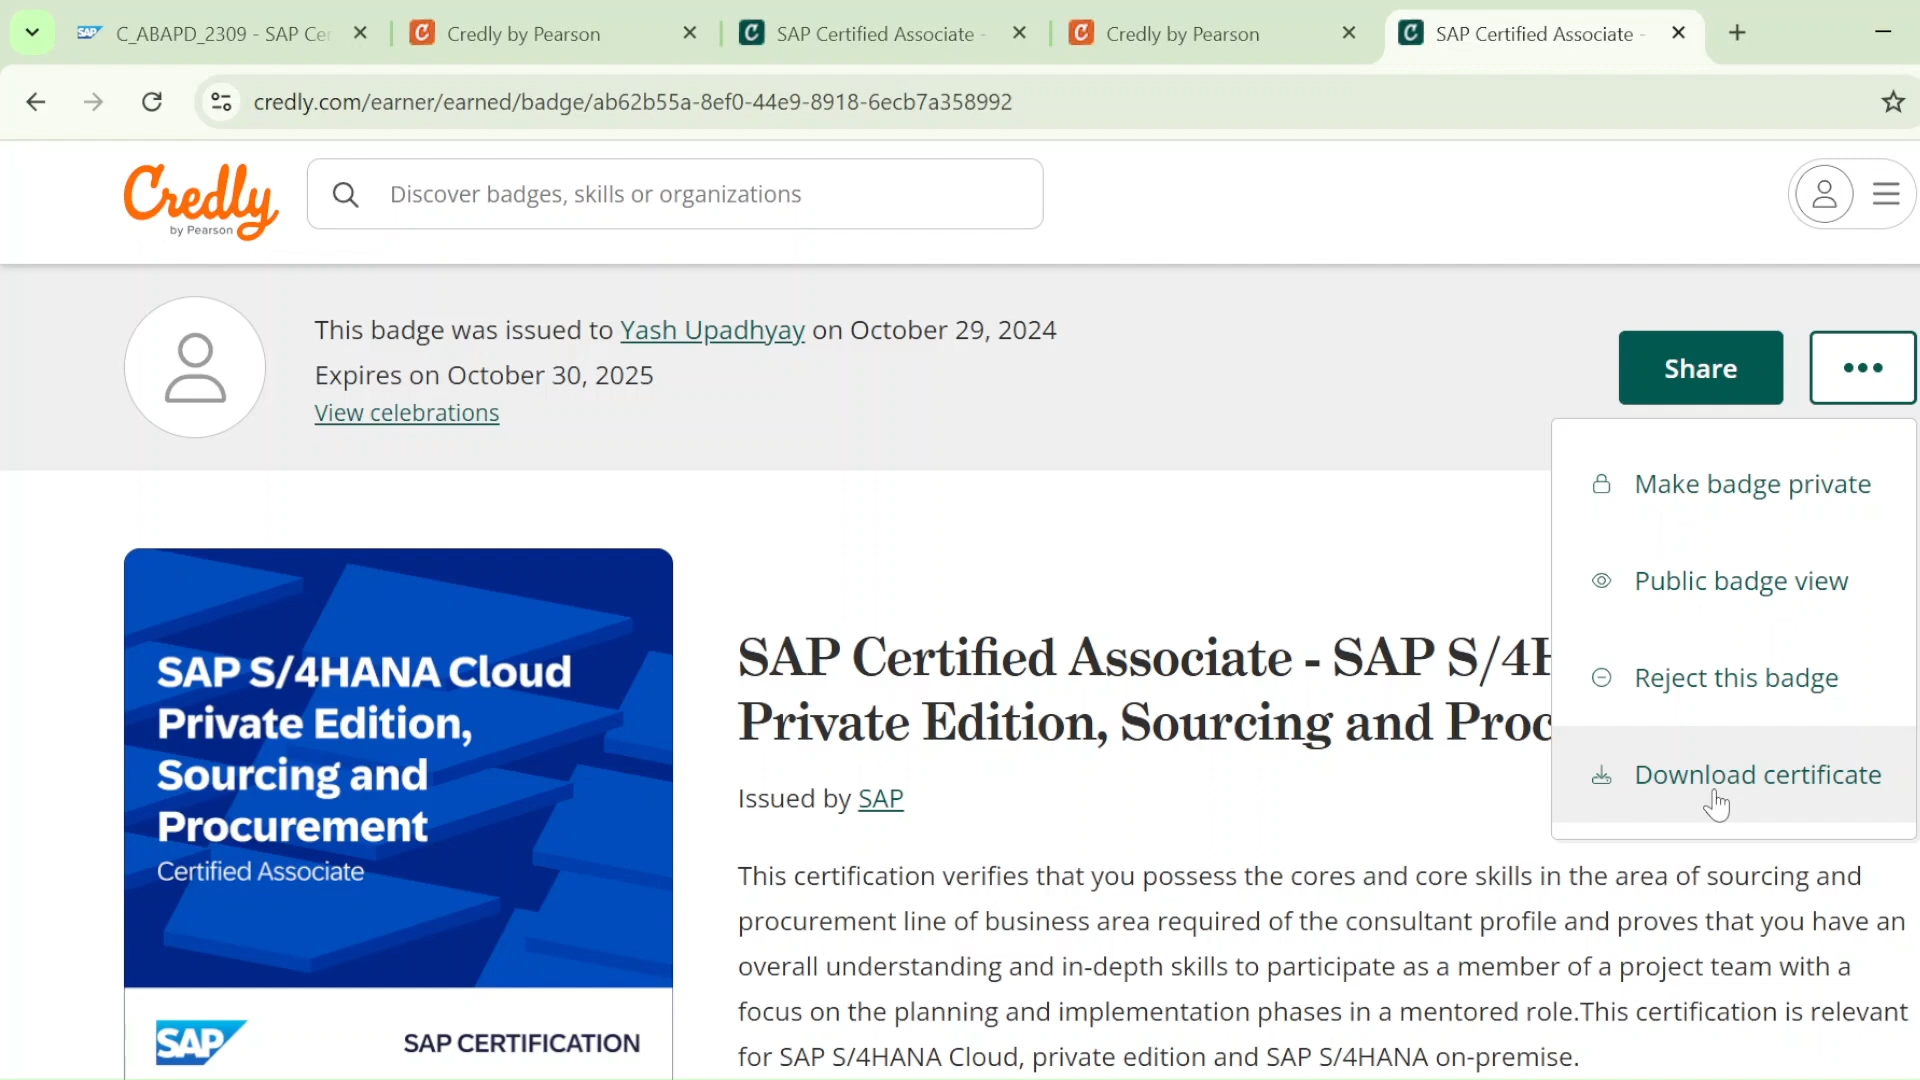 C_ABAPD_2309 - SAP Cer
Credly by Pearson
SAP Certified Associate -
Credly by Pearson
SAP Certified Associate -
credly.com/earner/earned/badge/ab62b55a-8ef0-44e9-8918-6ecb7a358992
Credly
by Pearson
Discover badges, skills or organizations
This badge was issued to Yash Upadhyay on October 29, 2024
Expires on October 30, 2025
View celebrations
Share
Make badge private
Public badge view
Reject this badge
Download certificate
SAP S/4HANA Cloud
Private Edition,
Sourcing and
Procurement
Certified Associate
SAP
SAP CERTIFICATION
SAP Certified Associate - SAP S/4H
Private Edition, Sourcing and Proc
Issued by SAP
This certification verifies that you possess the cores and core skills in the area of sourcing and
procurement line of business area required of the consultant profile and proves that you have an
overall understanding and in-depth skills to participate as a member of a project team with a
focus on the planning and implementation phases in a mentored role.This certification is relevant
for SAP S/4HANA Cloud, private edition and SAP S/4HANA on-premise.